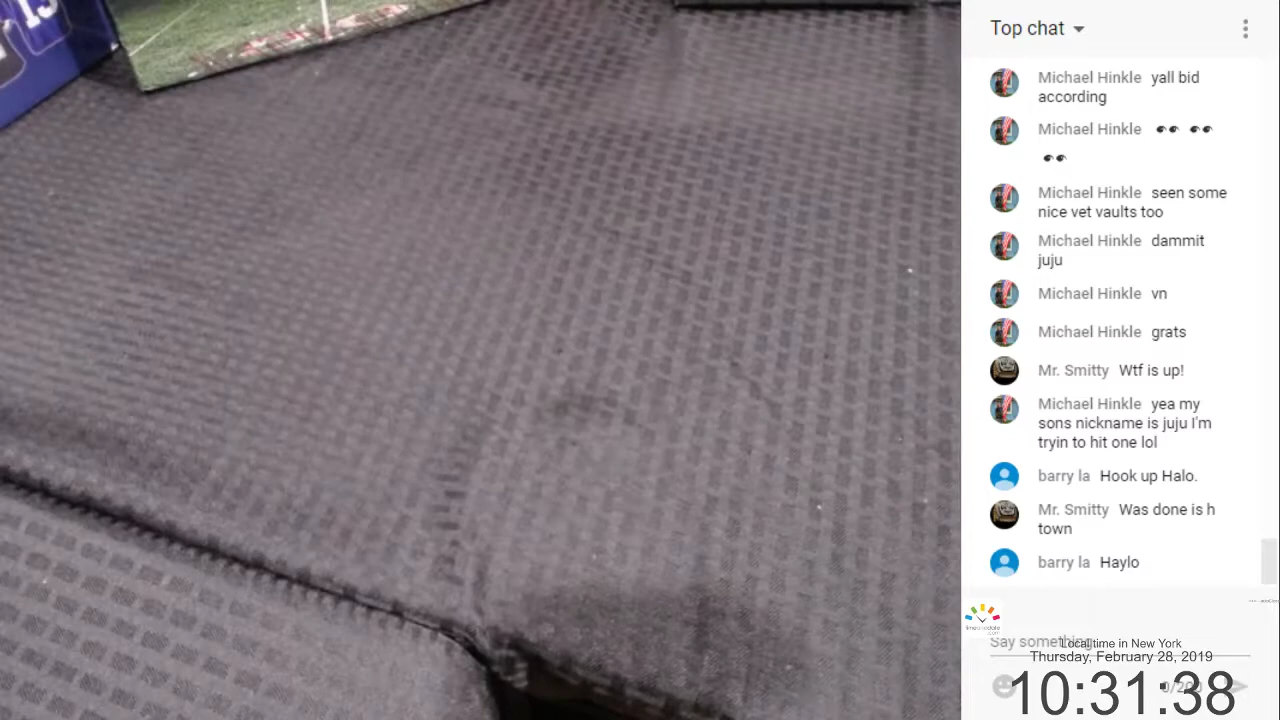 13
Top chat
Michael Hinkle yall bid
according
Michael Hinkle
Michael Hinkle seen some
nice vet vaults too
Michael Hinkle dammit
juju
Michael Hinkle vn
Michael Hinkle grats
Mr. Smitty Wtf is up!
Michael Hinkle yea my
sons nickname is juju I'm
tryin to hit one lol
barry la Hook up Halo.
Mr. Smitty Was done is h
town
barry la Haylo
Say something
Local time in New York
Thursday, February 28, 2019
10:31:38